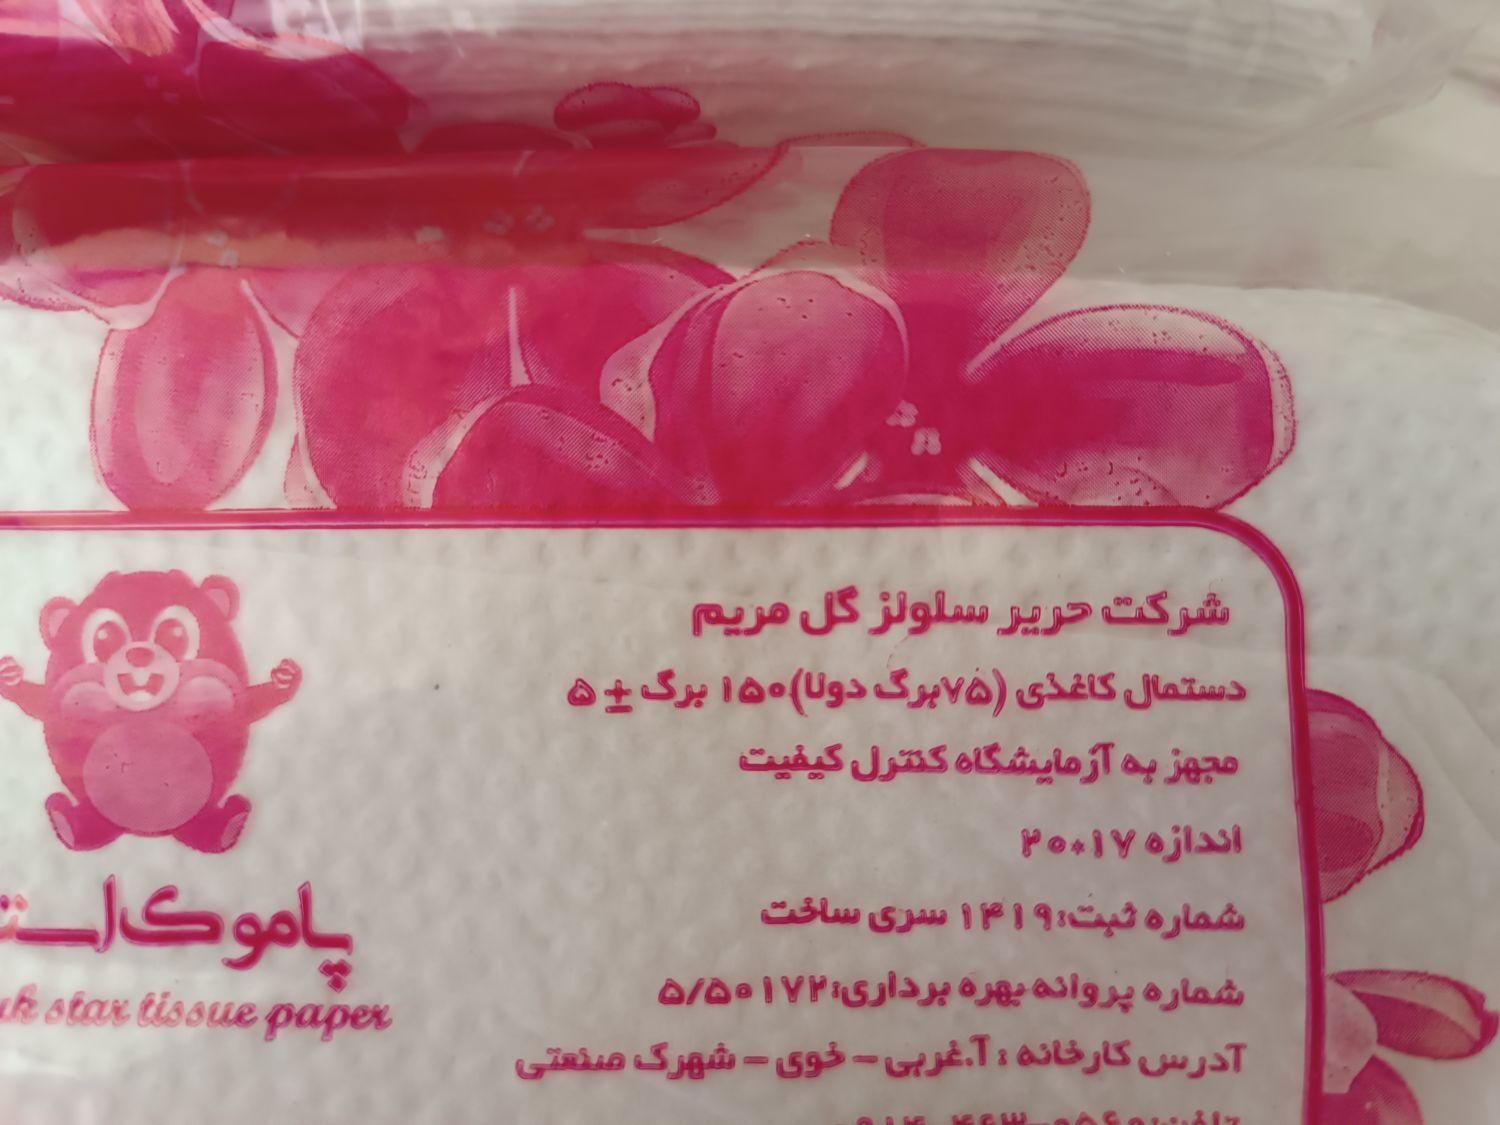 شرکت حریر سلولز گل مریم
دستمال کاغذی (۷۵برگ دولا)۱۵۰ برگ ± ۵
مجهز به آزمایشگاه کنترل کیفیت
اندازه ۱۷*۲۰
شماره ثبت:۱۳۱۹ سری ساخت
شماره پروانه بهره برداری:۵/۵۰۱۷۲
آدرس کارخانه : آ.غربی – خوی – شهرک صنعتی
پاموک
star tissue paper